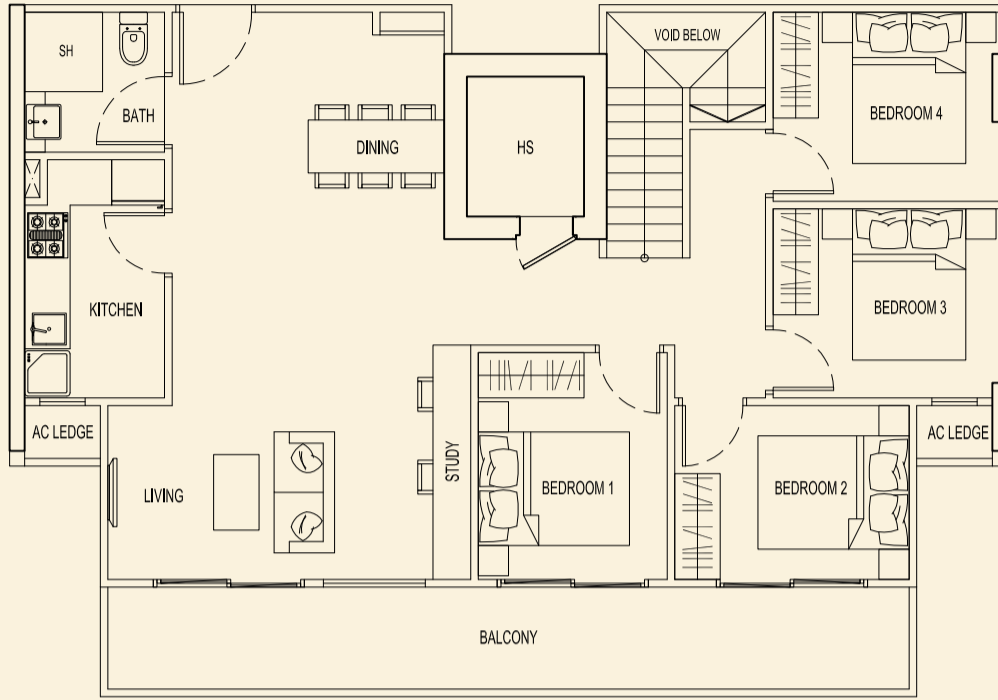 SH
VOID BELOW
BATH
DINING
HS
BEDROOM 4
KITCHEN
BEDROOM 3
AC LEDGE
AC LEDGE
STUDY
LIVING
BEDROOM 1
BEDROOM 2
BALCONY